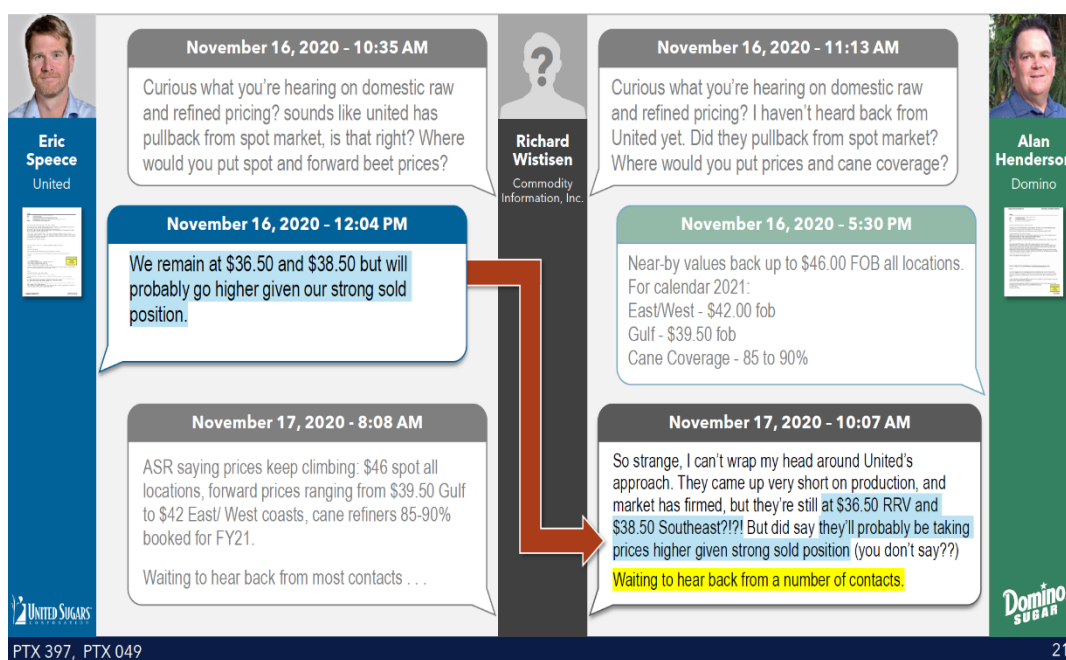 November 16, 2020 - 10:35 AM
Curious what you're hearing on domestic raw
and refined pricing? sounds like united has
pullback from spot market, is that right? Where
would you put spot and forward beet prices?
November 16, 2020 - 11:13 AM
Curious what you're hearing on domestic raw
and refined pricing? I haven't heard back from
United yet. Did they pullback from spot market?
Where would you put prices and cane coverage?
Eric
Speece
United
?
Richard
Wistisen
Commodity
Information, Inc.
Alan
Henderson
Domino
November 16, 2020 - 12:04 PM
We remain at $36.50 and $38.50 but will
probably go higher given our strong sold
position.
November 16, 2020 - 5:30 PM
Near-by values back up to $46.00 FOB all locations.
For calendar 2021:
East/West - $42.00 fob
Gulf - $39.50 fob
Cane Coverage - 85 to 90%
November 17, 2020 - 8:08 AM
ASR saying prices keep climbing: $46 spot all
locations, forward prices ranging from $39.50 Gulf
to $42 East/ West coasts, cane refiners 85-90%
booked for FY21.
Waiting to hear back from most contacts . . .
November 17, 2020 - 10:07 AM
So strange, I can't wrap my head around United's
approach. They came up very short on production, and
market has firmed, but they're still at $36.50 RRV and
$38.50 Southeast?!?! But did say they'll probably be taking
prices higher given strong sold position (you don't say??)
Waiting to hear back from a number of contacts.
UNITED SUGARS
CORPORATION
Domino
SUGAR
PTX 397, PTX 049
21